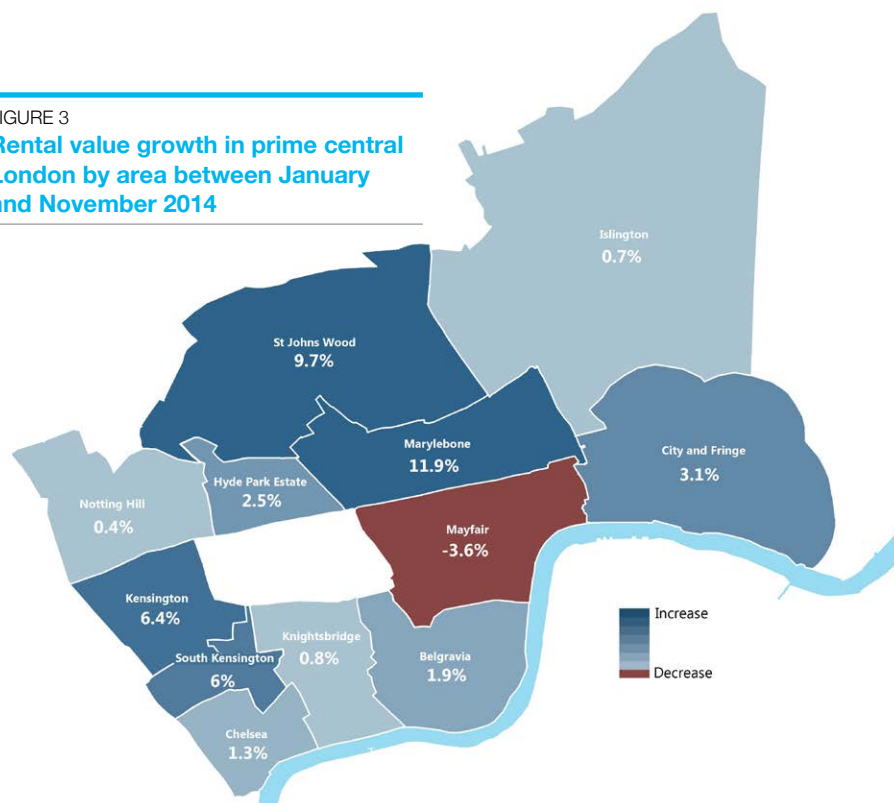 IGURE 3
Rental value growth in prime central
London by area between January
and November 2014
Islington
0.7%
St Johns Wood
9.7%
Marylebone
11.9%
City and Fringe
3.1%
Hyde Park Estate
2.5%
Notting Hill
0.4%
Mayfair
-3.6%
Kensington
6.4%
Knightsbridge
0.8%
South Kensington
6%
Belgravia
1.9%
Chelsea
1.3%
Increase
Decrease